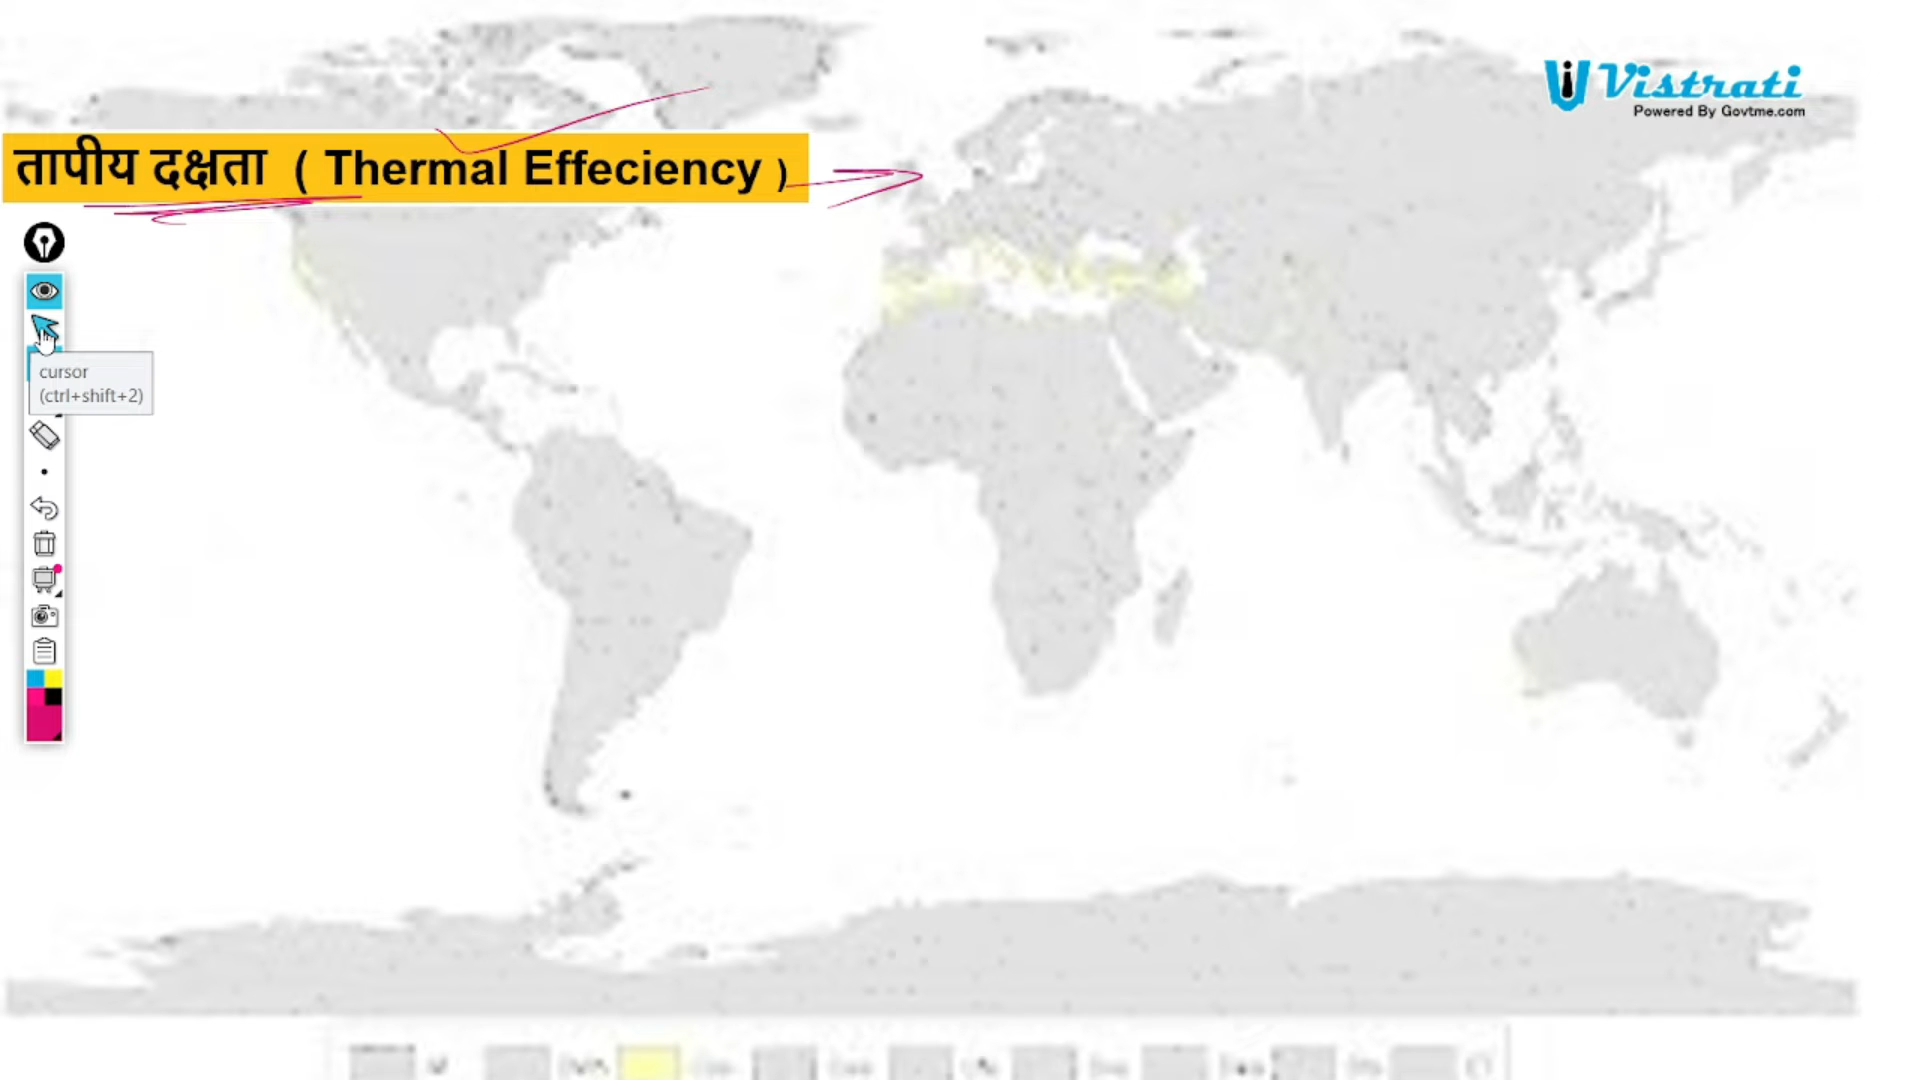 Vistrati
Powered By Govtme.com
तापीय दक्षता ( Thermal Effeciency )
cursor
(ctrl+shift+2)